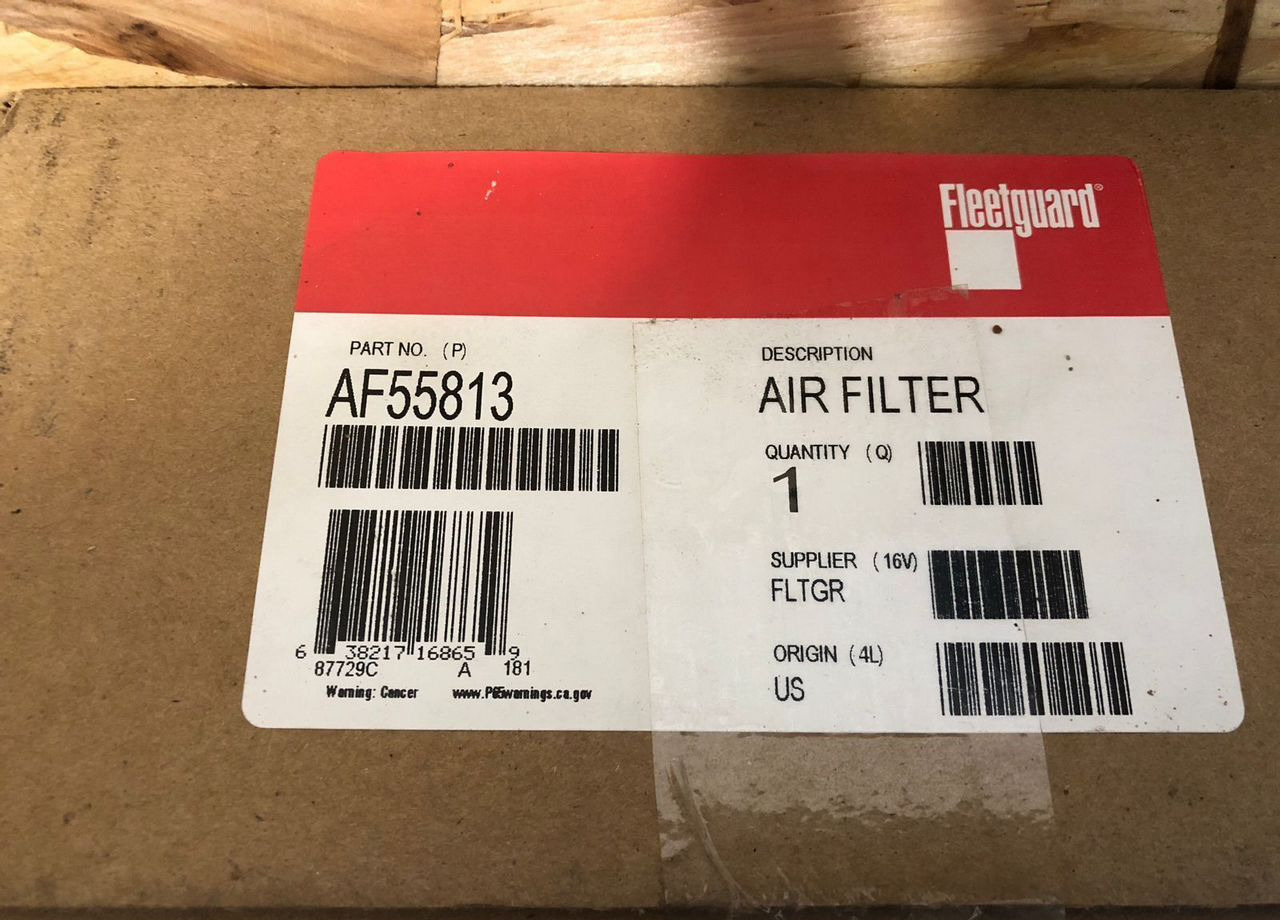 Fleetguard®
PART NO. (P)
AF55813
DESCRIPTION
AIR FILTER
QUANTITY (Q)
1
SUPPLIER (16V)
FLTGR
ORIGIN (4L)
US
6 38217 16865 9
87729C A 181
Warning: Cancer www.P65warnings.ca.gov